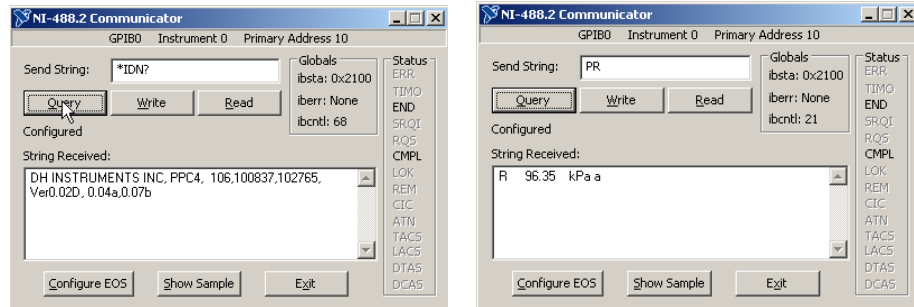 NI-488.2 Communicator
GPIB0 Instrument 0 Primary Address 10
Send String: *IDN?
Query Write Read
Configured
Globals
ibsta: 0x2100
iberr: None
ibcntl: 68
Status
ERR
TIMO
END
SRQI
RQS
CMPL
LOK
REM
CIC
ATN
TACS
LACS
DTAS
DCAS
String Received:
DH INSTRUMENTS INC, PPC4, 106,100837,102765,
Ver0.02D, 0.04a,0.07b
Configure EOS Show Sample Exit
NI-488.2 Communicator
GPIB0 Instrument 0 Primary Address 10
Send String: PR
Query Write Read
Configured
Globals
ibsta: 0x2100
iberr: None
ibcntl: 21
Status
ERR
TIMO
END
SRQI
RQS
CMPL
LOK
REM
CIC
ATN
TACS
LACS
DTAS
DCAS
String Received:
R 96.35 kPa a
Configure EOS Show Sample Exit